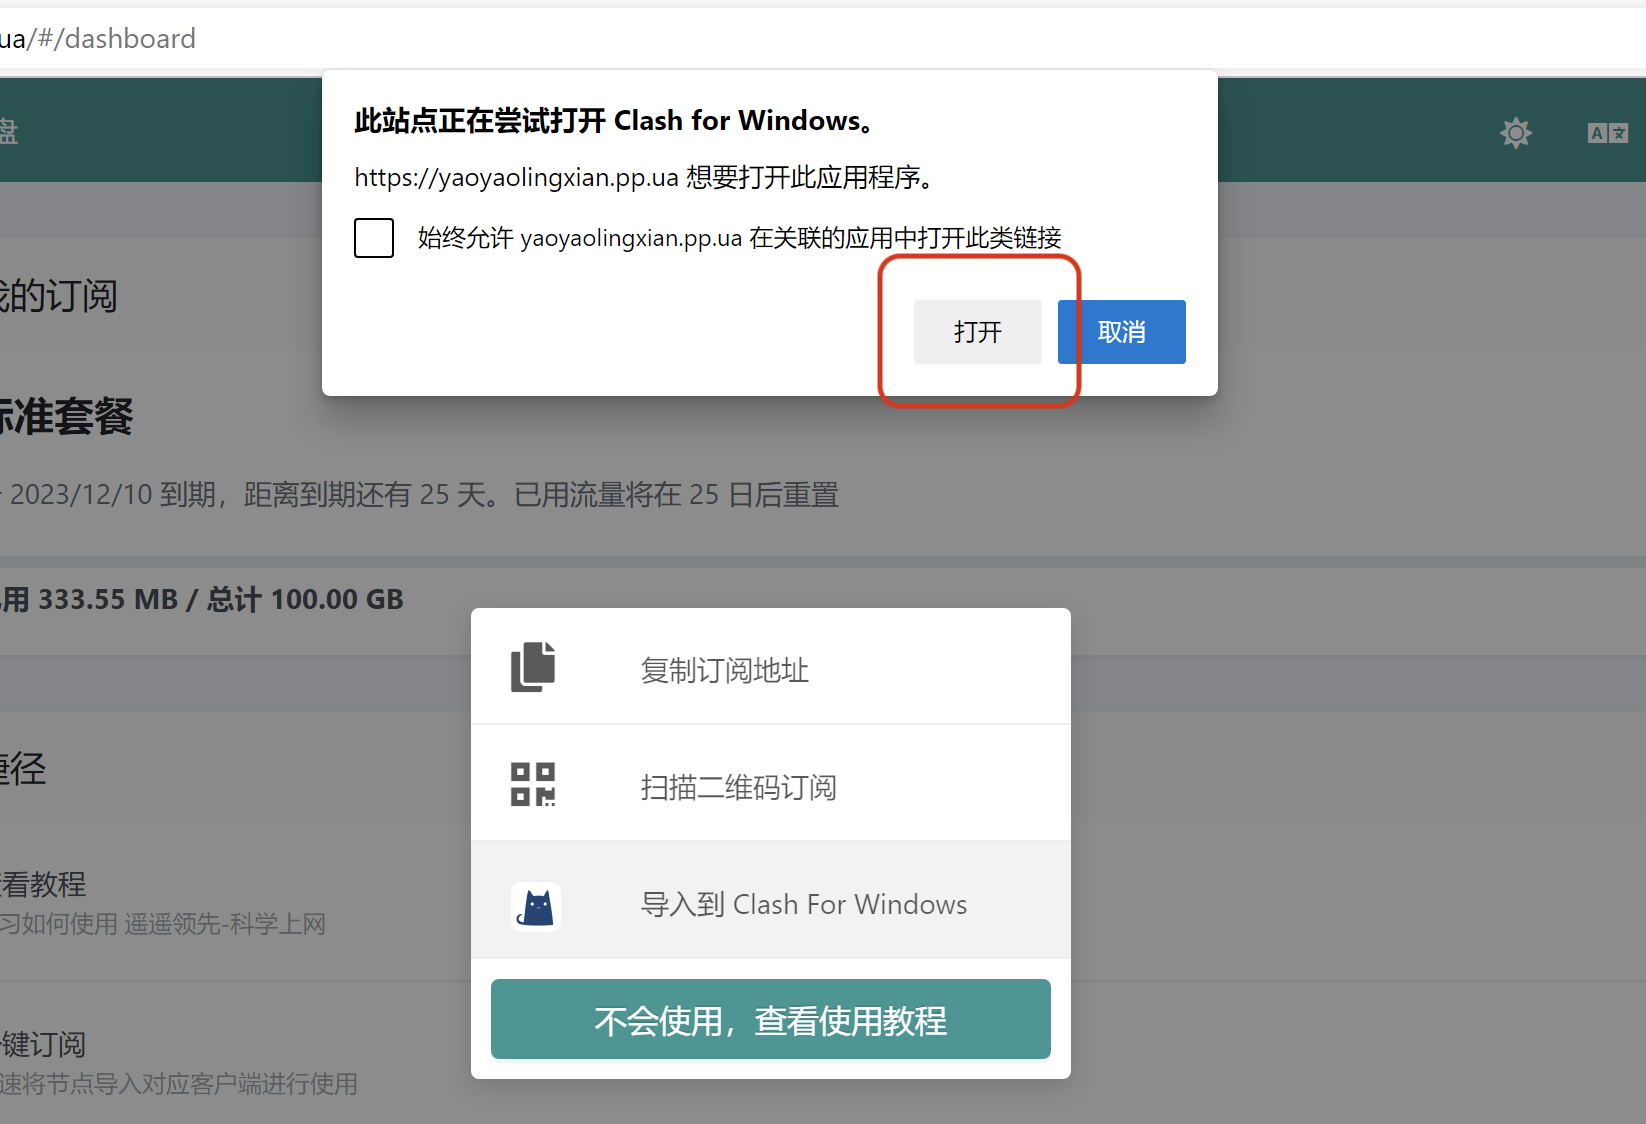 ua/#/dashboard
盘
此站点正在尝试打开 Clash for Windows。
https://yaoyaolingxian.pp.ua 想要打开此应用程序。
始终允许 yaoyaolingxian.pp.ua 在关联的应用中打开此类链接
打开
取消
我的订阅
标准套餐
2023/12/10 到期，距离到期还有 25 天。已用流量将在 25 日后重置
用 333.55 MB / 总计 100.00 GB
复制订阅地址
扫描二维码订阅
导入到 Clash For Windows
不会使用，查看使用教程
捷径
查看教程
习如何使用 遥遥领先-科学上网
键订阅
速将节点导入对应客户端进行使用